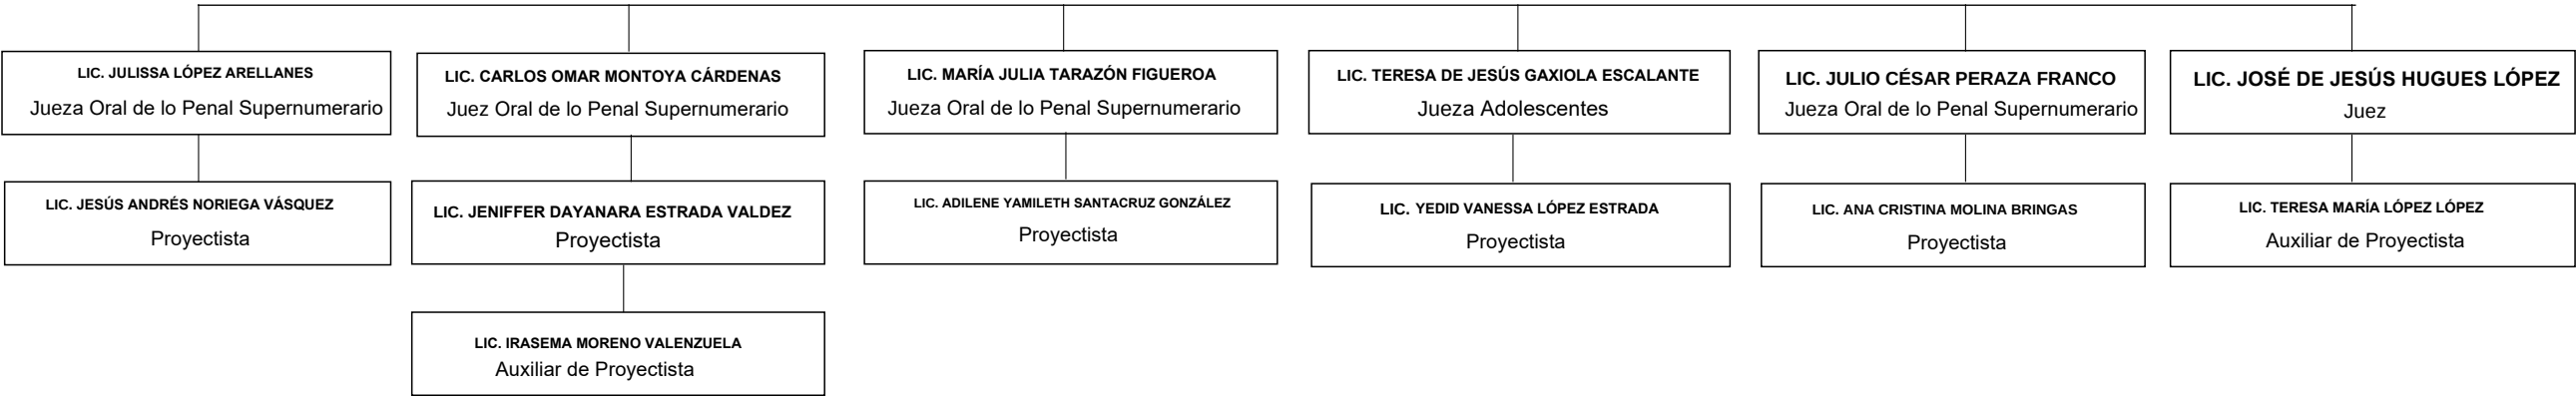 LIC. JULISSA LÓPEZ ARELLANES
Jueza Oral de lo Penal Supernumerario
LIC. CARLOS OMAR MONTOYA CÁRDENAS
Juez Oral de lo Penal Supernumerario
LIC. MARÍA JULIA TARAZÓN FIGUEROA
Jueza Oral de lo Penal Supernumerario
LIC. TERESA DE JESÚS GAXIOLA ESCALANTE
Jueza Adolescentes
LIC. JULIO CÉSAR PERAZA FRANCO
Jueza Oral de lo Penal Supernumerario
LIC. JOSÉ DE JESÚS HUGUES LÓPEZ
Juez
LIC. JESÚS ANDRÉS NORIEGA VÁSQUEZ
Proyectista
LIC. JENIFFER DAYANARA ESTRADA VALDEZ
Proyectista
LIC. ADILENE YAMILETH SANTACRUZ GONZÁLEZ
Proyectista
LIC. YEDID VANESSA LÓPEZ ESTRADA
Proyectista
LIC. ANA CRISTINA MOLINA BRINGAS
Proyectista
LIC. TERESA MARÍA LÓPEZ LÓPEZ
Auxiliar de Proyectista
LIC. IRASEMA MORENO VALENZUELA
Auxiliar de Proyectista